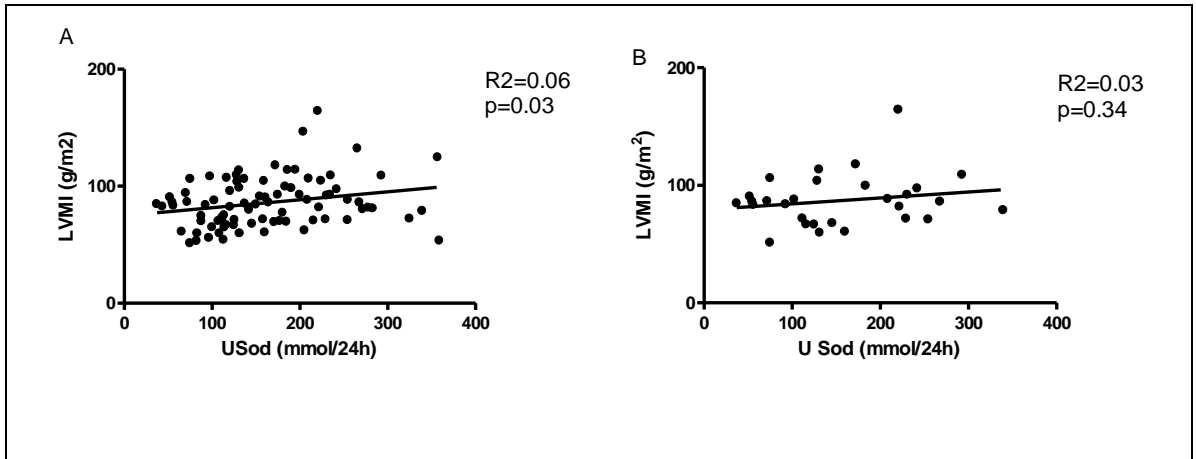 A
R2=0.06
p=0.03
LVMI (g/m2)
200
100
0
0 100 200 300 400
USod (mmol/24h)
B
R2=0.03
p=0.34
LVMI (g/m²)
200
100
0
0 100 200 300 400
U Sod (mmol/24h)